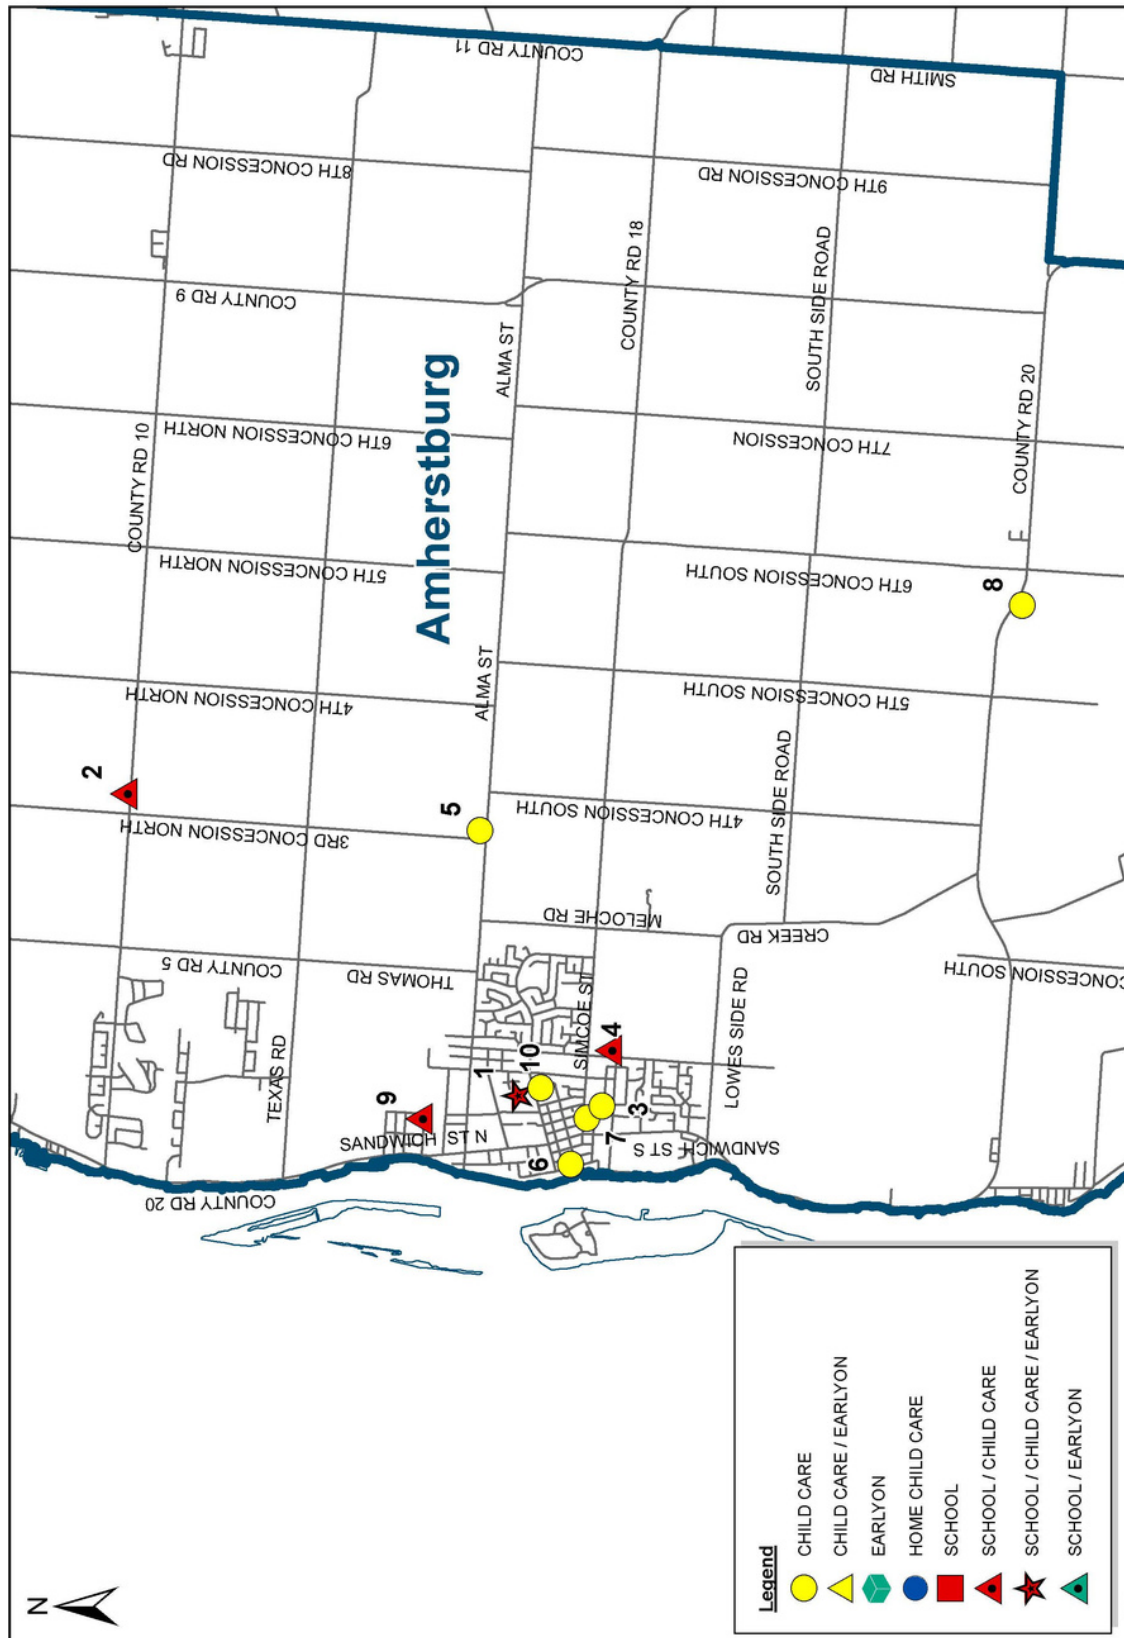 N
COUNTY RD 11
SMITH RD
8TH CONCESSION RD
9TH CONCESSION RD
COUNTY RD 9
COUNTY RD 18
SOUTH SIDE ROAD
ALMA ST
COUNTY RD 10
6TH CONCESSION NORTH
Amherstburg
7TH CONCESSION
COUNTY RD 20
5TH CONCESSION NORTH
6TH CONCESSION SOUTH
8
4TH CONCESSION NORTH
ALMA ST
5TH CONCESSION SOUTH
2
3RD CONCESSION NORTH
5
4TH CONCESSION SOUTH
SOUTH SIDE ROAD
MELOCHE RD
CREEK RD
COUNTY RD 5
THOMAS RD
CONCESSION SOUTH
SIMCOE ST
TEXAS RD
1
10
4
LOWES SIDE RD
9
3
7
6
SANDWICH ST N
SANDWICH ST S
COUNTY RD 20
Legend
CHILD CARE
CHILD CARE / EARLYON
EARLYON
HOME CHILD CARE
SCHOOL
SCHOOL / CHILD CARE
SCHOOL / CHILD CARE / EARLYON
SCHOOL / EARLYON